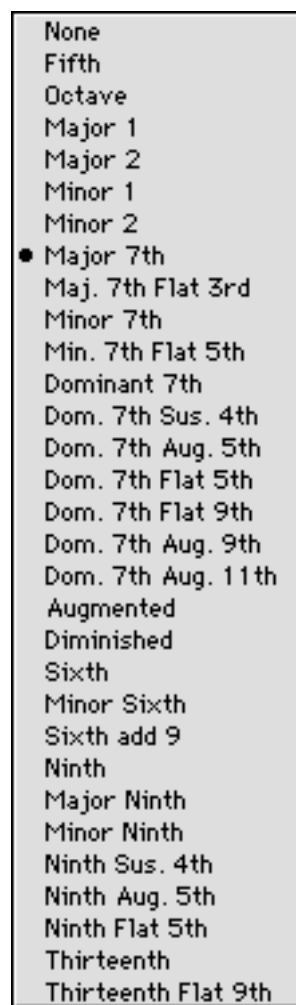 None
Fifth
Octave
Major 1
Major 2
Minor 1
Minor 2
Major 7th
Maj. 7th Flat 3rd
Minor 7th
Min. 7th Flat 5th
Dominant 7th
Dom. 7th Sus. 4th
Dom. 7th Aug. 5th
Dom. 7th Flat 5th
Dom. 7th Flat 9th
Dom. 7th Aug. 9th
Dom. 7th Aug. 11th
Augmented
Diminished
Sixth
Minor Sixth
Sixth add 9
Ninth
Major Ninth
Minor Ninth
Ninth Sus. 4th
Ninth Aug. 5th
Ninth Flat 5th
Thirteenth
Thirteenth Flat 9th